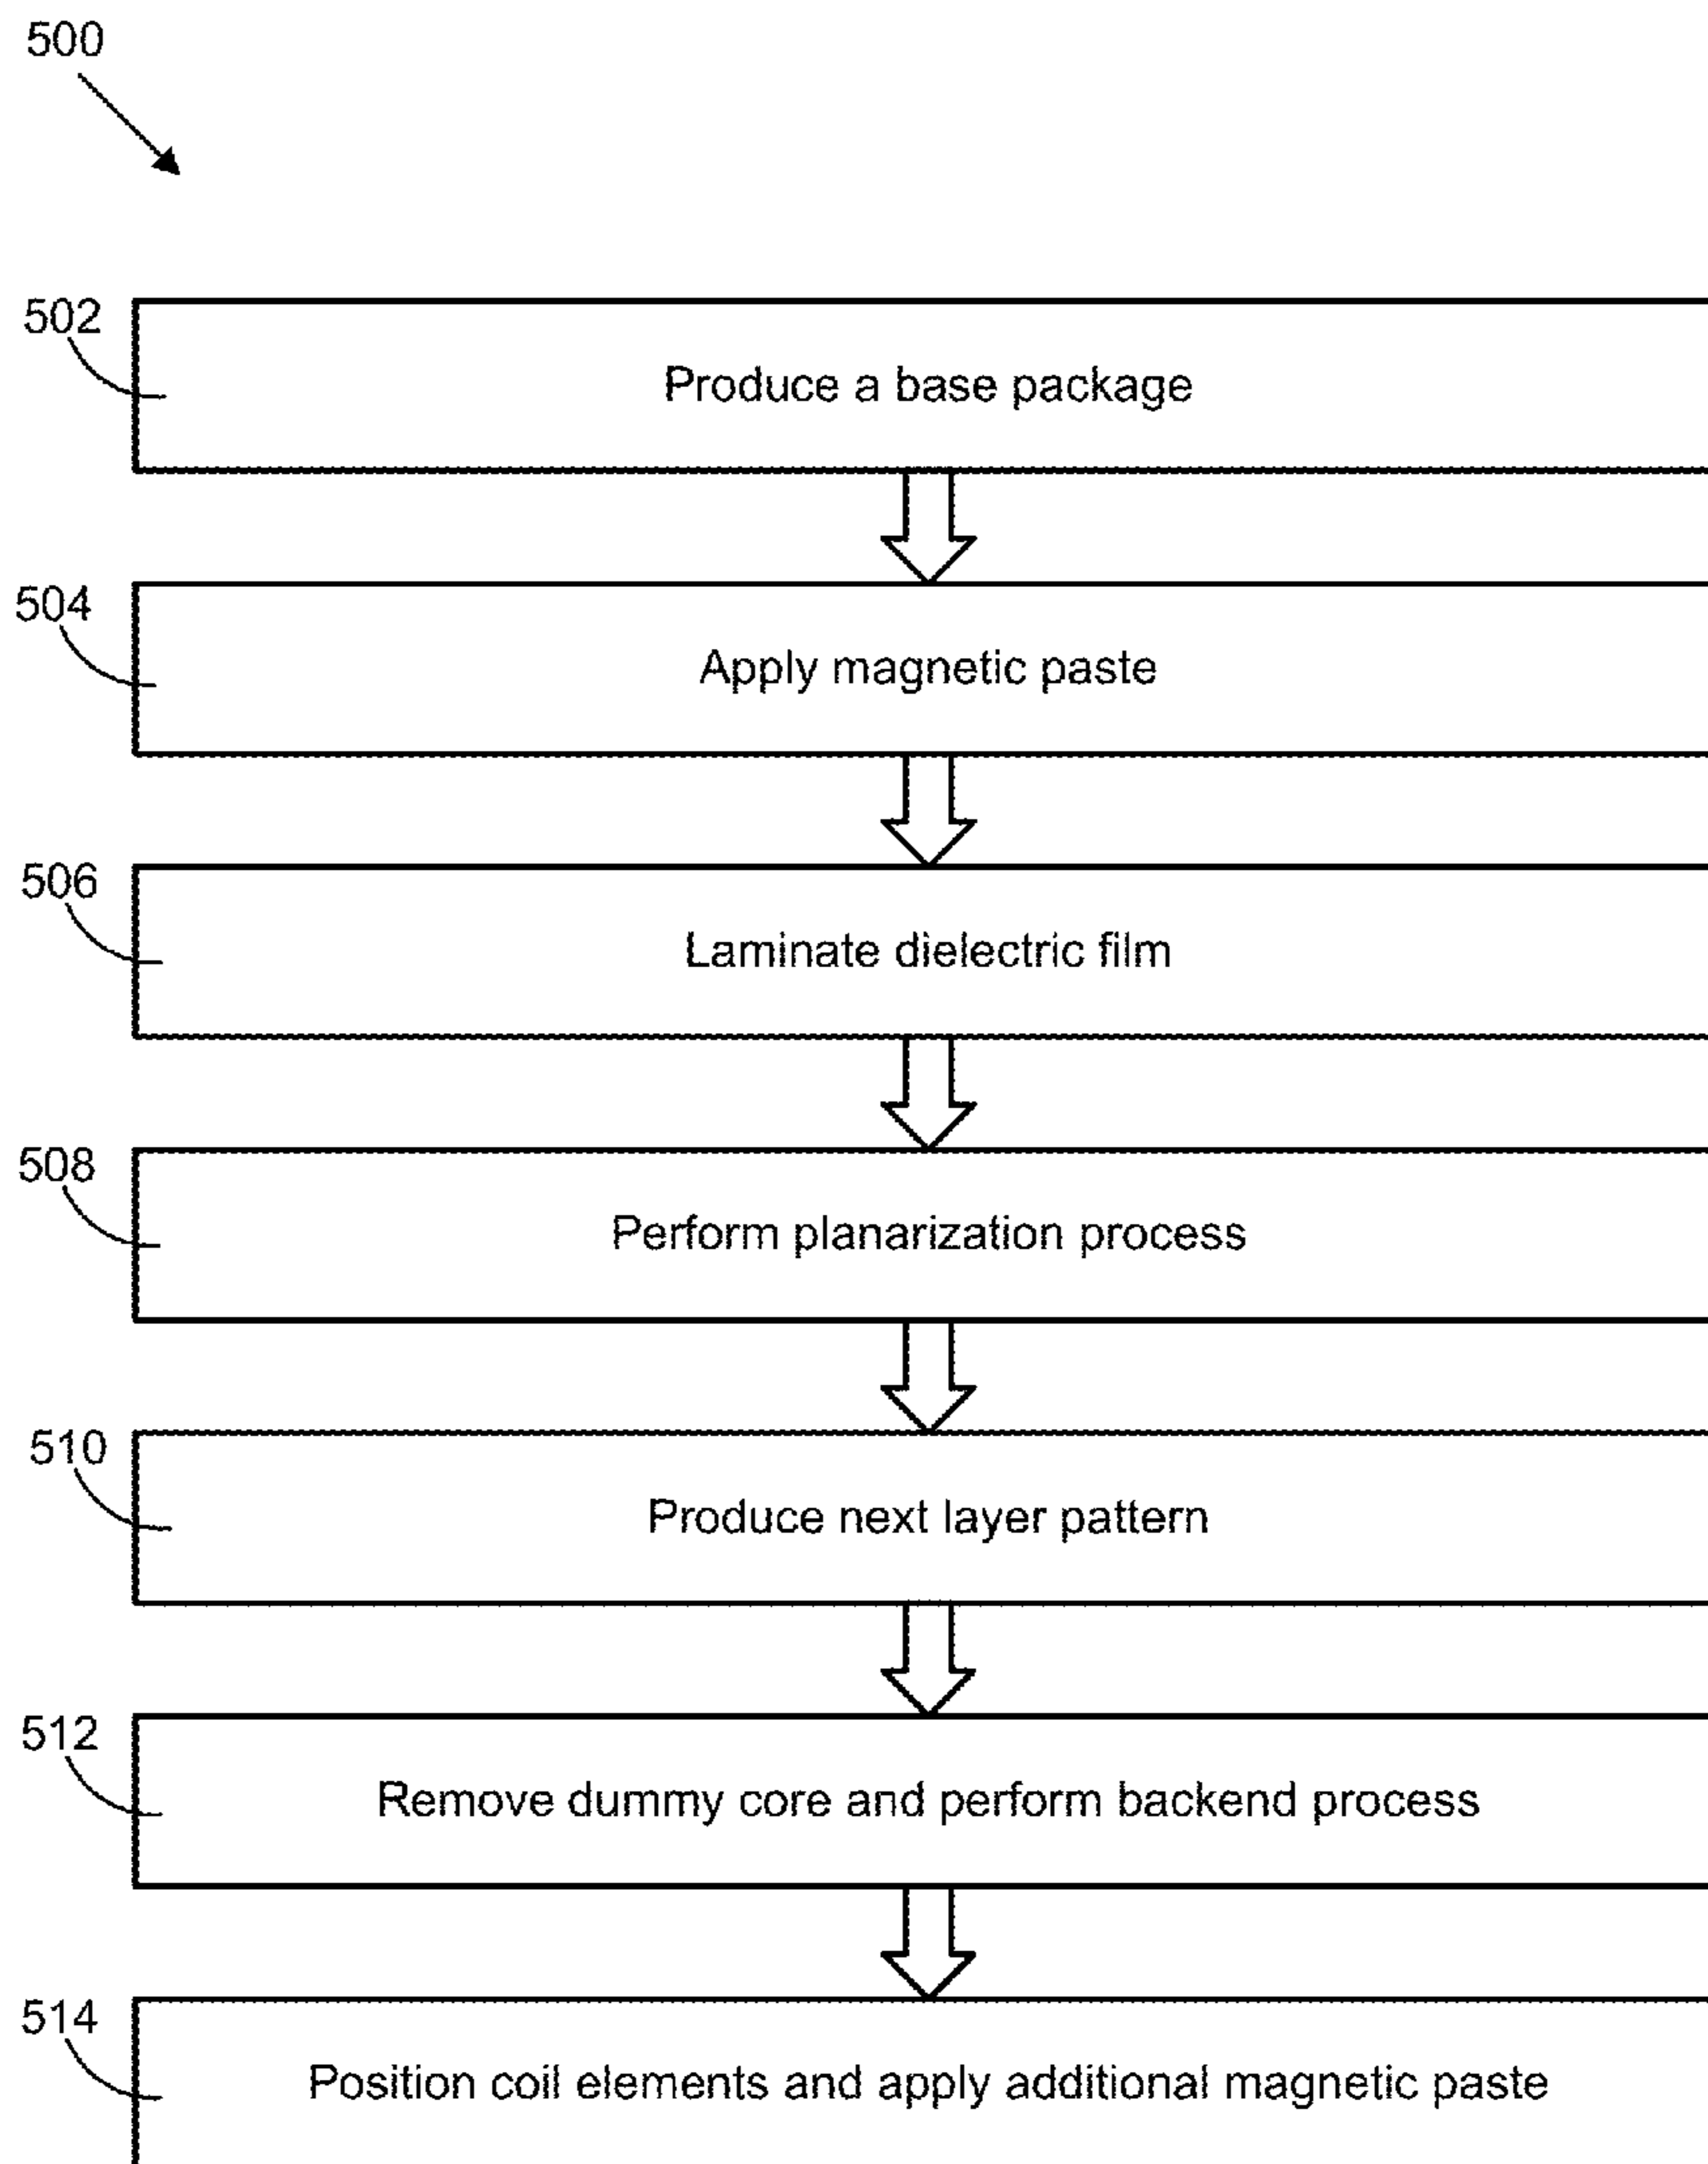 500
502
Produce a base package
504
Apply magnetic paste
506
Laminate dielectric film
508
Perform planarization process
510
Produce next layer pattern
512
Remove dummy core and perform backend process
514
Position coil elements and apply additional magnetic paste